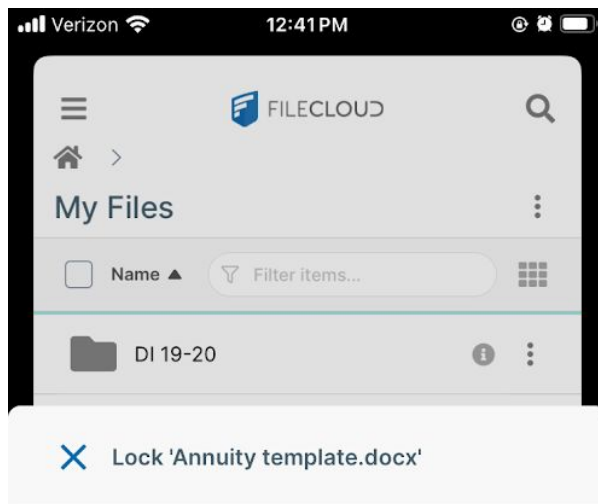 Verizon 12:41 PM
FILECLOUD
My Files
Name Filter items...
DI 19-20
Lock 'Annuity template.docx'